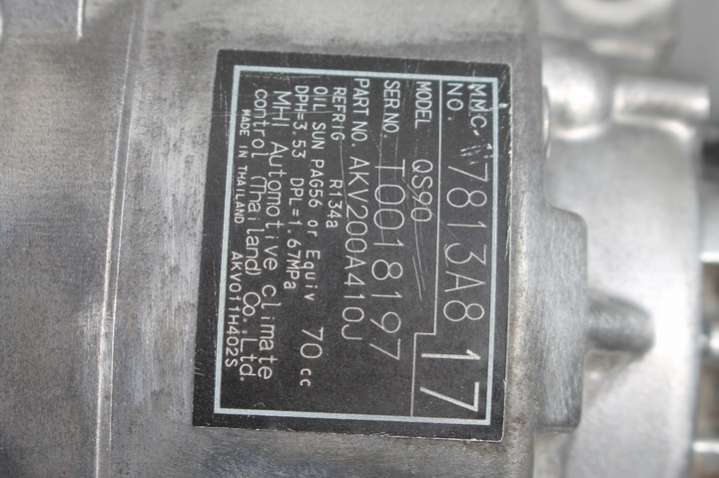 MMC
NO. 7813A817
MODEL QS90
SER NO. T0018197
PART NO. AKV200A410J
REFRIG R134a
OIL SUN PAG56 or Equiv 70 cc
DPH=3.53 DPL=1.67MPa
MHI Automotive climate
control (Thailand) Co.,Ltd.
MADE IN THAILAND AKV011H402S